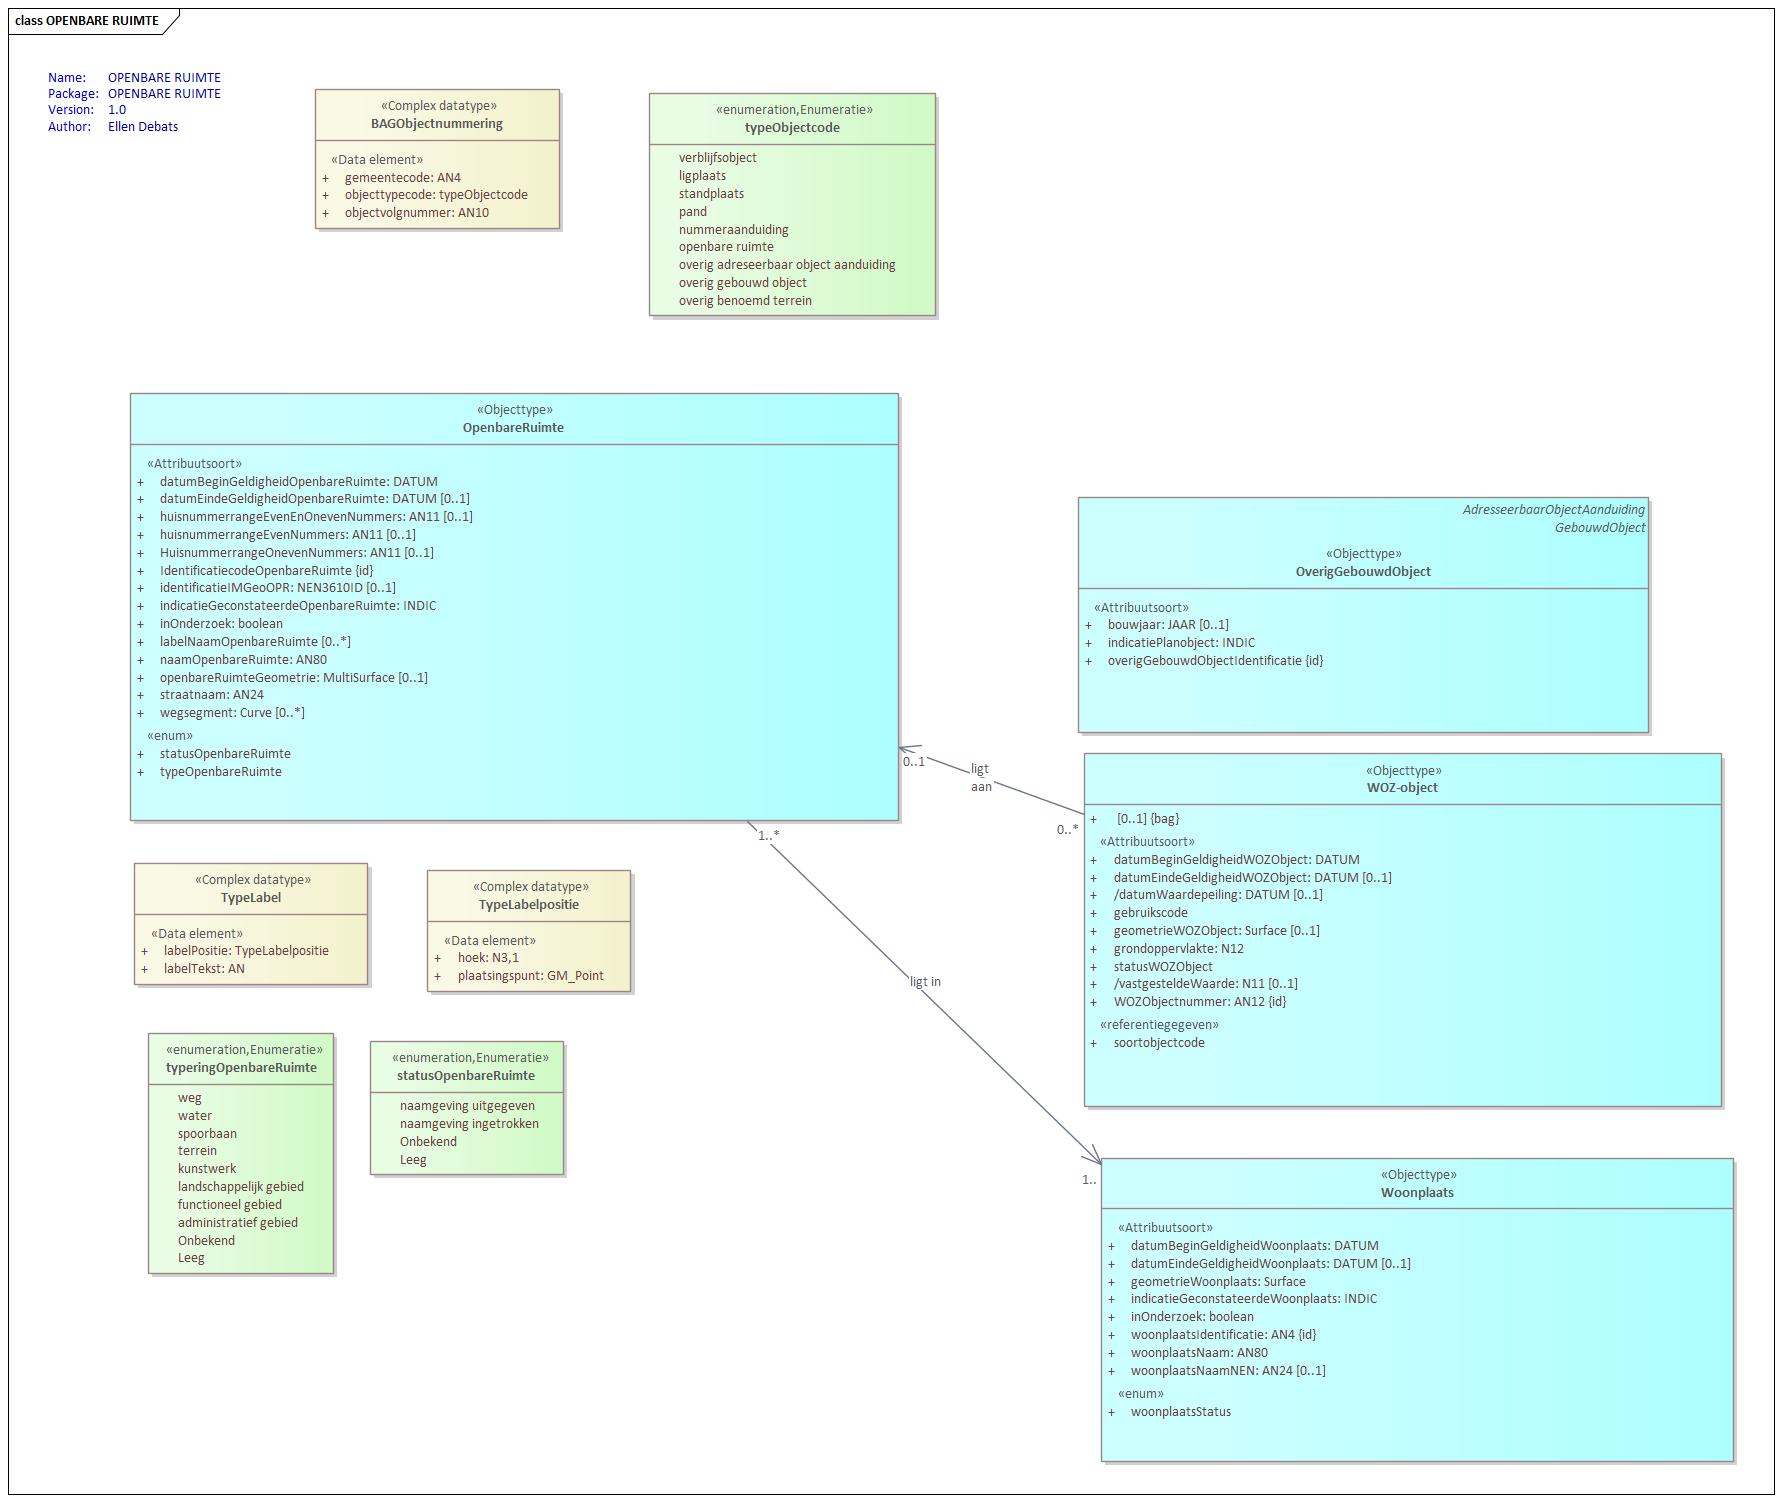 class OPENBARE RUIMTE
Name: OPENBARE RUIMTE
Package: OPENBARE RUIMTE
Version: 1.0
Author: Ellen Debats
«Complex datatype»
BAGObjectnummering
«Data element»
+ gemeentecode: AN4
+ objecttypecode: typeObjectcode
+ objectvolgnummer: AN10
«enumeration,Enumeratie»
typeObjectcode
verblijfsobject
ligplaats
standplaats
pand
nummeraanduiding
openbare ruimte
overig adreseerbaar object aanduiding
overig gebouwd object
overig benoemd terrein
«Objecttype»
OpenbareRuimte
«Attribuutsoort»
+ datumBeginGeldigheidOpenbareRuimte: DATUM
+ datumEindeGeldigheidOpenbareRuimte: DATUM [0..1]
+ huisnummerrangeEvenEnOnevenNummers: AN11 [0..1]
+ huisnummerrangeEvenNummers: AN11 [0..1]
+ HuisnummerrangeOnevenNummers: AN11 [0..1]
+ IdentificatiecodeOpenbareRuimte {id}
+ identificatieIMGeoOPR: NEN3610ID [0..1]
+ indicatieGeconstateerdeOpenbareRuimte: INDIC
+ inOnderzoek: boolean
+ labelNaamOpenbareRuimte [0..*]
+ naamOpenbareRuimte: AN80
+ openbareRuimteGeometrie: MultiSurface [0..1]
+ straatnaam: AN24
+ wegsegment: Curve [0..*]
«enum»
+ statusOpenbareRuimte
+ typeOpenbareRuimte
AdresseerbaarObjectAanduiding
GebouwdObject
«Objecttype»
OverigGebouwdObject
«Attribuutsoort»
+ bouwjaar: JAAR [0..1]
+ indicatiePlanobject: INDIC
+ overigGebouwdObjectIdentificatie {id}
0..1
ligt
aan
0..*
«Objecttype»
WOZ-object
+ [0..1] {bag}
«Attribuutsoort»
+ datumBeginGeldigheidWOZObject: DATUM
+ datumEindeGeldigheidWOZObject: DATUM [0..1]
+ /datumWaardepeiling: DATUM [0..1]
+ gebruikscode
+ geometrieWOZObject: Surface [0..1]
+ grondoppervlakte: N12
+ statusWOZObject
+ /vastgesteldeWaarde: N11 [0..1]
+ WOZObjectnummer: AN12 {id}
«referentiegegeven»
+ soortobjectcode
1..*
ligt in
1..
«Complex datatype»
TypeLabel
«Data element»
+ labelPositie: TypeLabelpositie
+ labelTekst: AN
«Complex datatype»
TypeLabelpositie
«Data element»
+ hoek: N3,1
+ plaatsingspunt: GM_Point
«enumeration,Enumeratie»
typeringOpenbareRuimte
weg
water
spoorbaan
terrein
kunstwerk
landschappelijk gebied
functioneel gebied
administratief gebied
Onbekend
Leeg
«enumeration,Enumeratie»
statusOpenbareRuimte
naamgeving uitgegeven
naamgeving ingetrokken
Onbekend
Leeg
«Objecttype»
Woonplaats
«Attribuutsoort»
+ datumBeginGeldigheidWoonplaats: DATUM
+ datumEindeGeldigheidWoonplaats: DATUM [0..1]
+ geometrieWoonplaats: Surface
+ indicatieGeconstateerdeWoonplaats: INDIC
+ inOnderzoek: boolean
+ woonplaatsIdentificatie: AN4 {id}
+ woonplaatsNaam: AN80
+ woonplaatsNaamNEN: AN24 [0..1]
«enum»
+ woonplaatsStatus